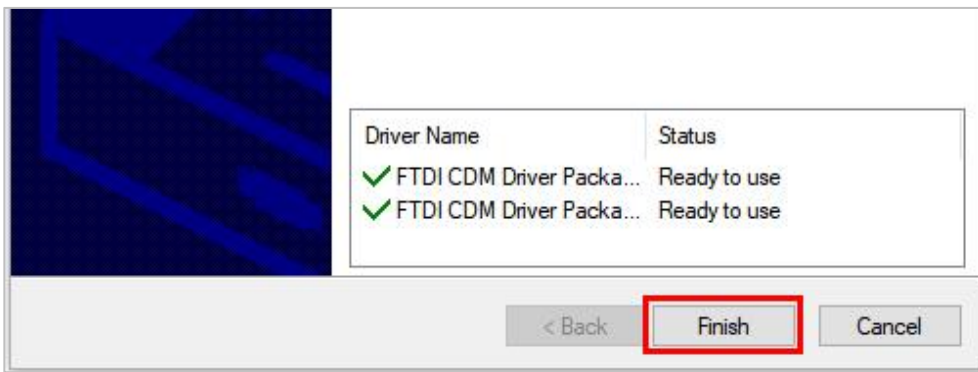 Driver Name Status
FTDI CDM Driver Packa... Ready to use
FTDI CDM Driver Packa... Ready to use
< Back Finish Cancel